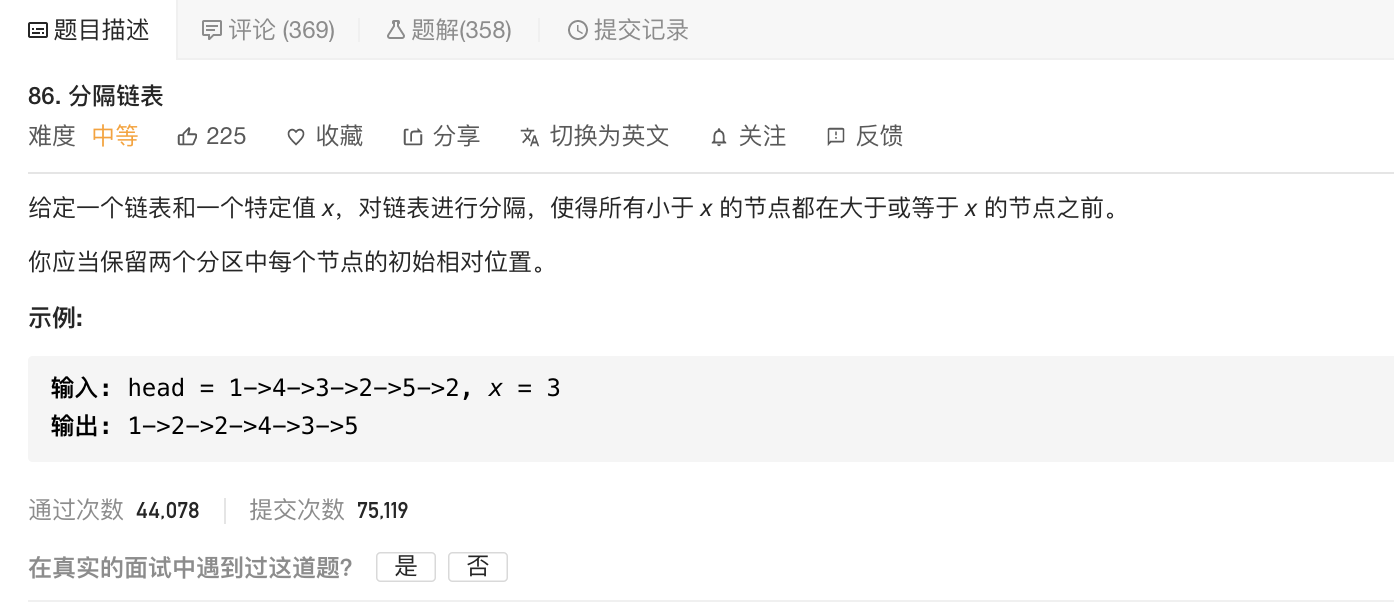 题目描述 评论 (369) 题解(358) 提交记录
86. 分隔链表
难度 中等 225 收藏 分享 切换为英文 关注 反馈
给定一个链表和一个特定值 x，对链表进行分隔，使得所有小于 x 的节点都在大于或等于 x 的节点之前。
你应当保留两个分区中每个节点的初始相对位置。
示例:
输入: head = 1->4->3->2->5->2, x = 3
输出: 1->2->2->4->3->5
通过次数 44,078 提交次数 75,119
在真实的面试中遇到过这道题? 是 否